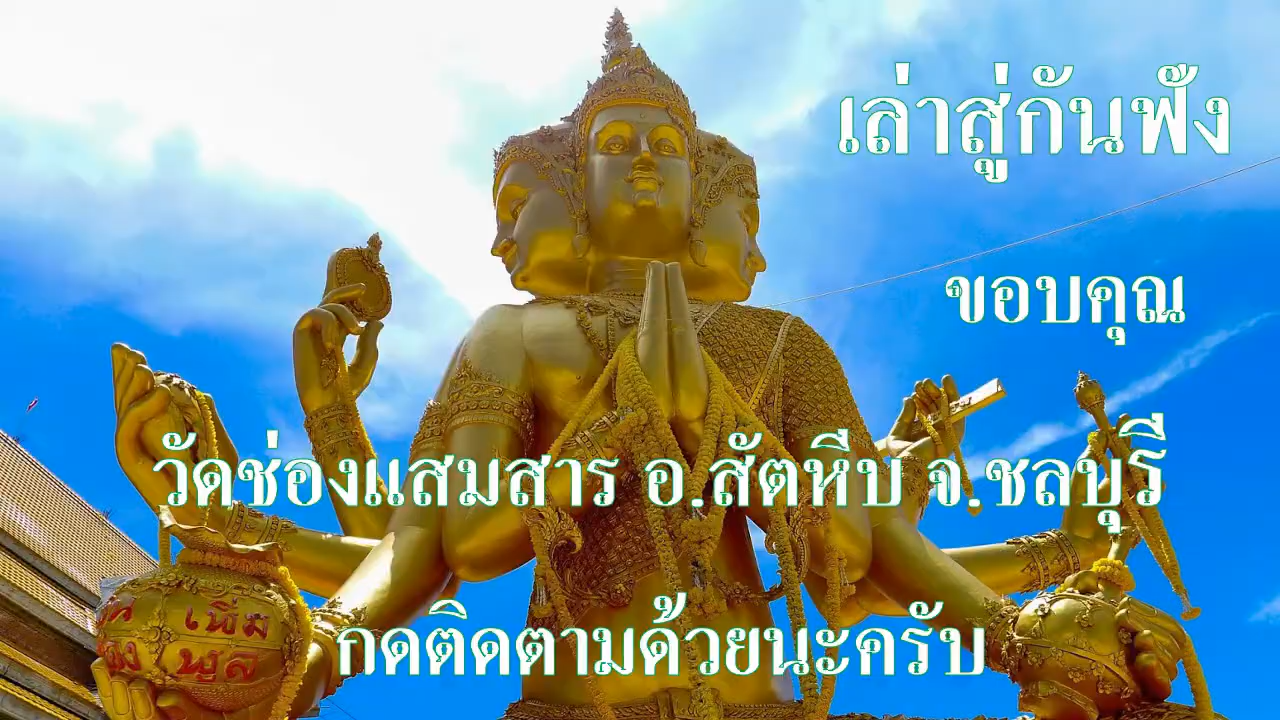 เล่าสู่กันฟัง
ขอบคุณ
วัดช่องแสมสาร อ.สัตหีบ จ.ชลบุรี
เพิ่ม
พูล
กดติดตามด้วยนะครับ